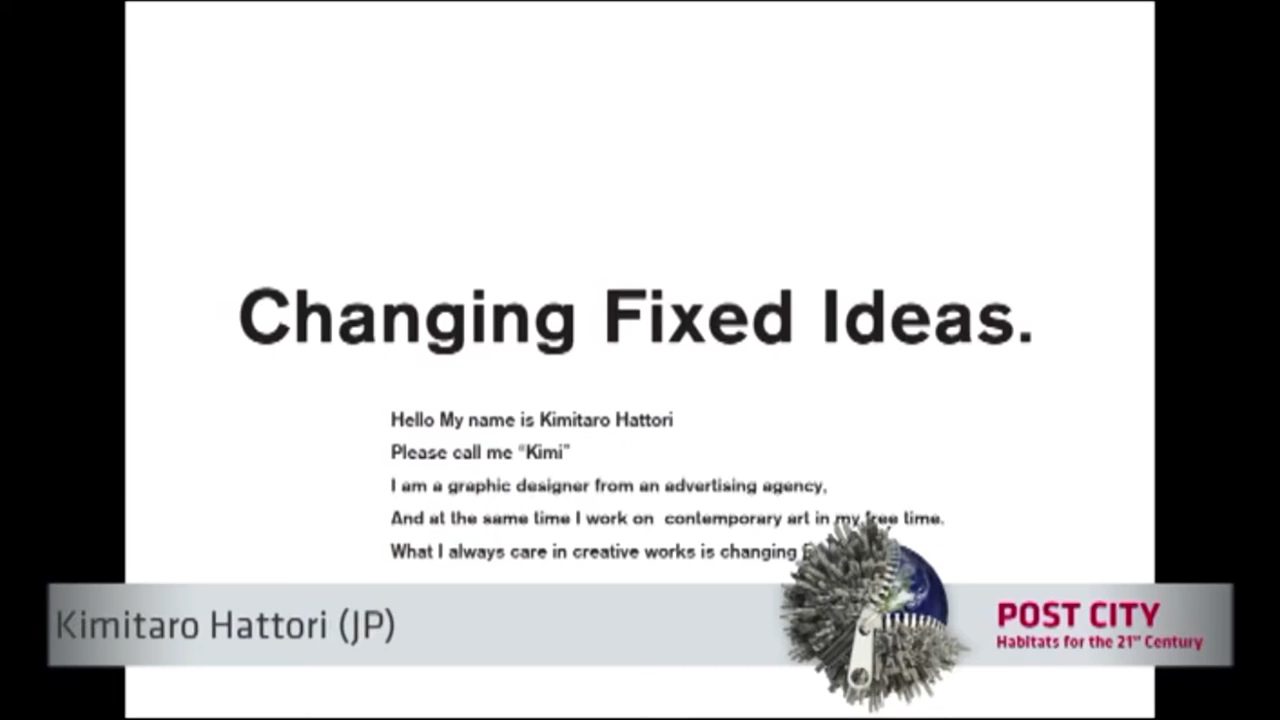 Changing Fixed Ideas.
Hello My name is Kimitaro Hattori
Please call me “Kimi”
I am a graphic designer from an advertising agency,
And at the same time I work on contemporary art in my free time.
What I always care in creative works is changing
Kimitaro Hattori (JP)
POST CITY
Habitats for the 21st Century